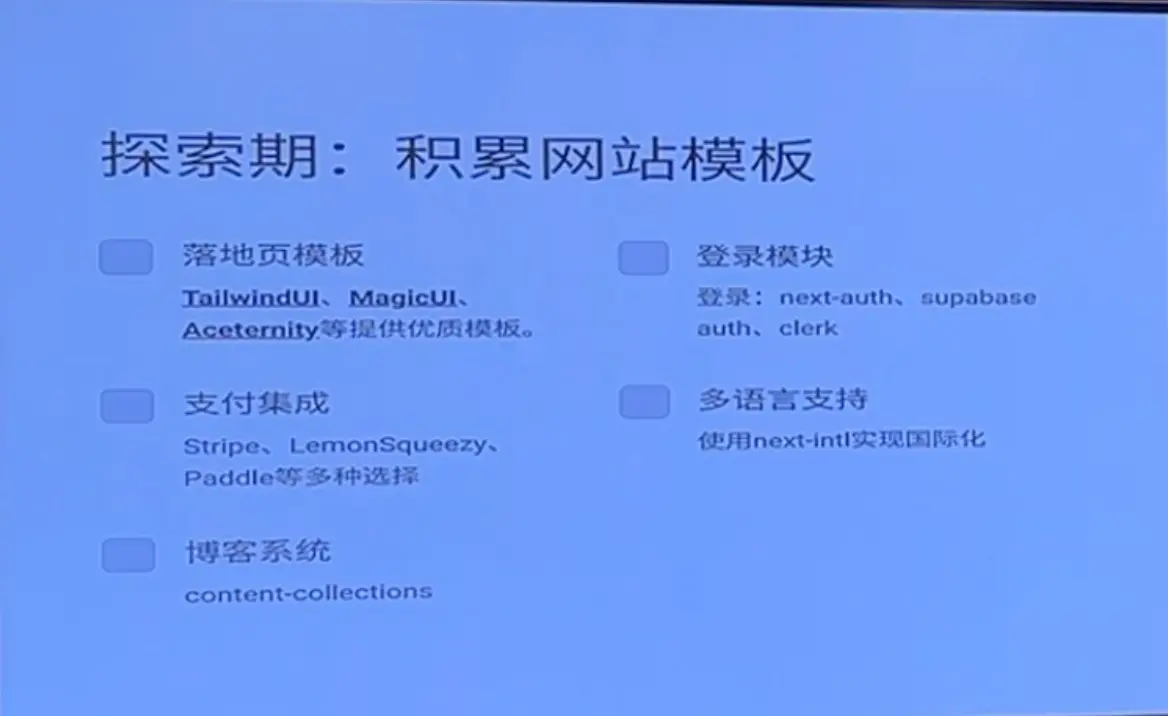 探索期：积累网站模板
落地页模板
TailwindUI、MagicUI、
Aceternity等提供优质模板。
登录模块
登录：next-auth、supabase
auth、clerk
支付集成
Stripe、LemonSqueezy、
Paddle等多种选择
多语言支持
使用next-intl实现国际化
博客系统
content-collections